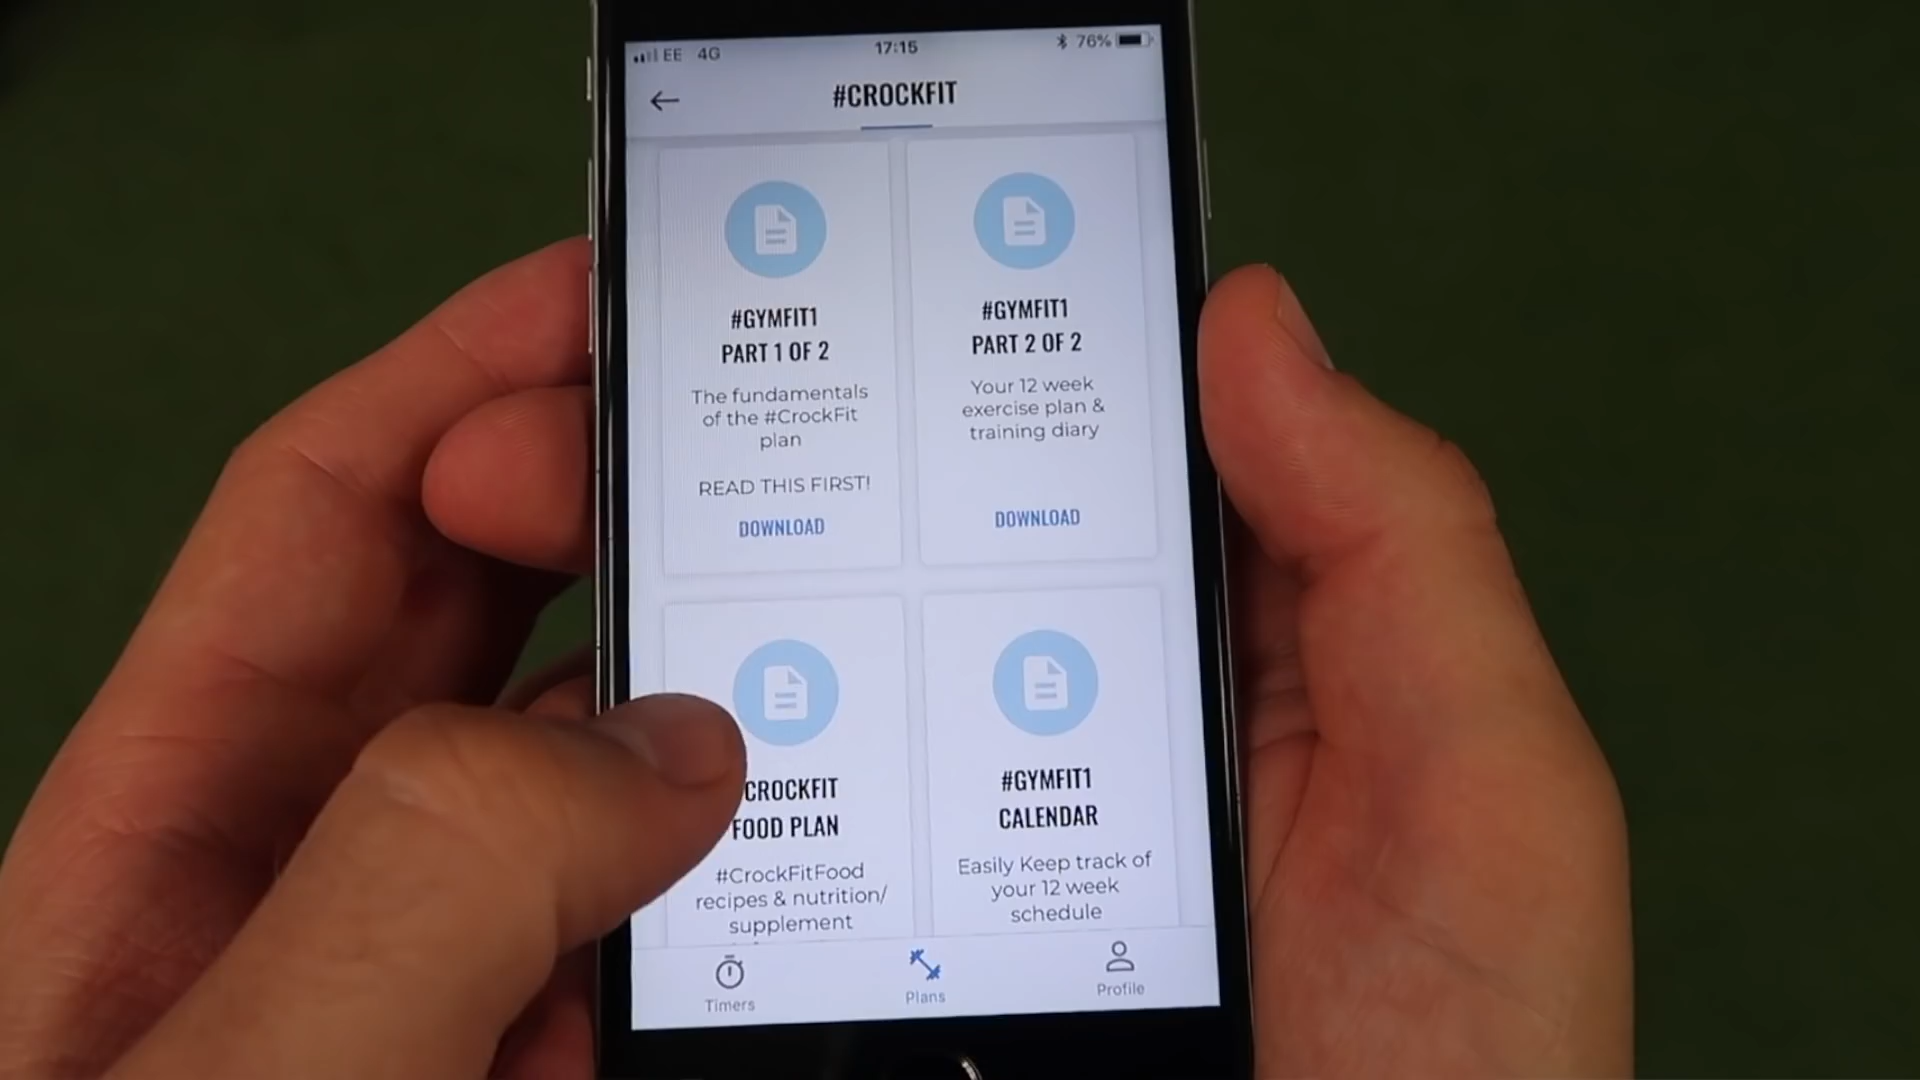 EE 4G 17:15 76%
#CROCKFIT
#GYMFIT1
PART 1 OF 2
The fundamentals
of the #CrockFit
plan
READ THIS FIRST!
DOWNLOAD
#GYMFIT1
PART 2 OF 2
Your 12 week
exercise plan &
training diary
DOWNLOAD
CROCKFIT
FOOD PLAN
#CrockFitFood
recipes & nutrition/
supplement
#GYMFIT1
CALENDAR
Easily Keep track of
your 12 week
schedule
Timers
Plans
Profile